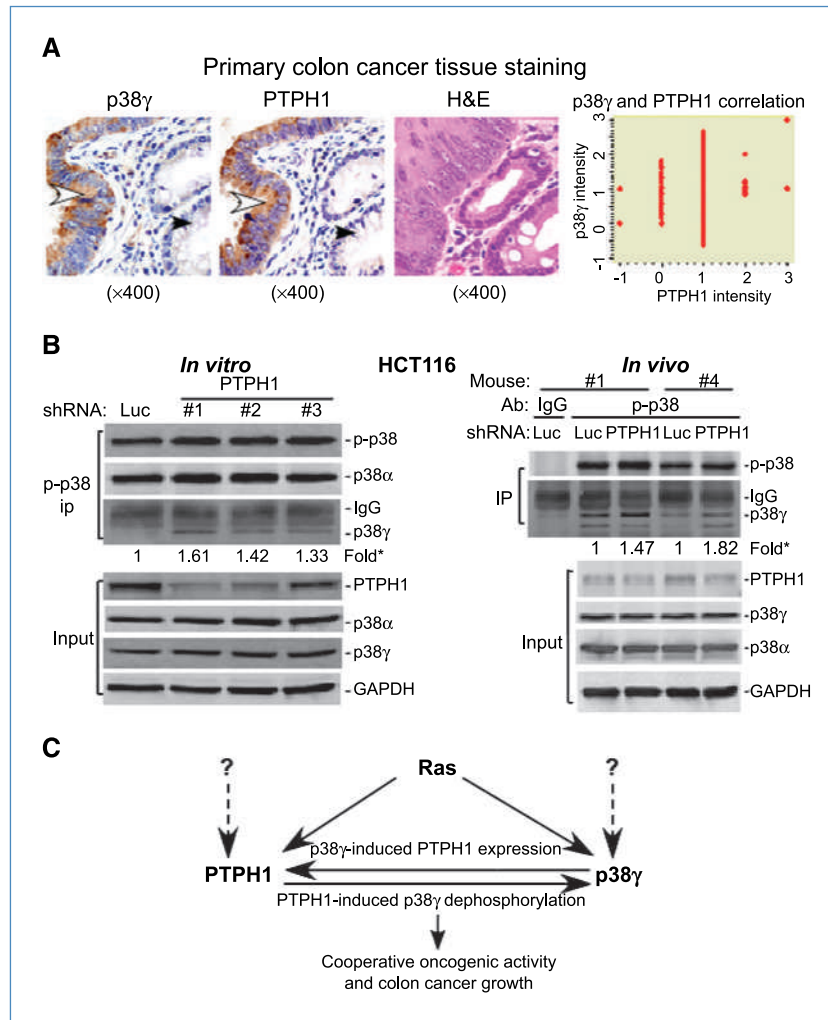 A
Primary colon cancer tissue staining
p38γ PTPH1 H&E p38γ and PTPH1 correlation
(×400) (×400) (×400)
p38γ intensity
3
2
1
0
-1
-1 0 1 2 3
PTPH1 intensity
B
In vitro HCT116 In vivo
PTPH1
shRNA: Luc #1 #2 #3
p-p38 ip
-p-p38
-p38α
-IgG
-p38γ
1 1.61 1.42 1.33 Fold*
Input
-PTPH1
-p38α
-p38γ
-GAPDH
Mouse: #1 #4
Ab: IgG p-p38
shRNA: Luc Luc PTPH1 Luc PTPH1
IP
-p-p38
-IgG
-p38γ
1 1.47 1 1.82 Fold*
Input
-PTPH1
-p38γ
-p38α
-GAPDH
C
? Ras ?
p38γ-induced PTPH1 expression
PTPH1 p38γ
PTPH1-induced p38γ dephosphorylation
Cooperative oncogenic activity
and colon cancer growth